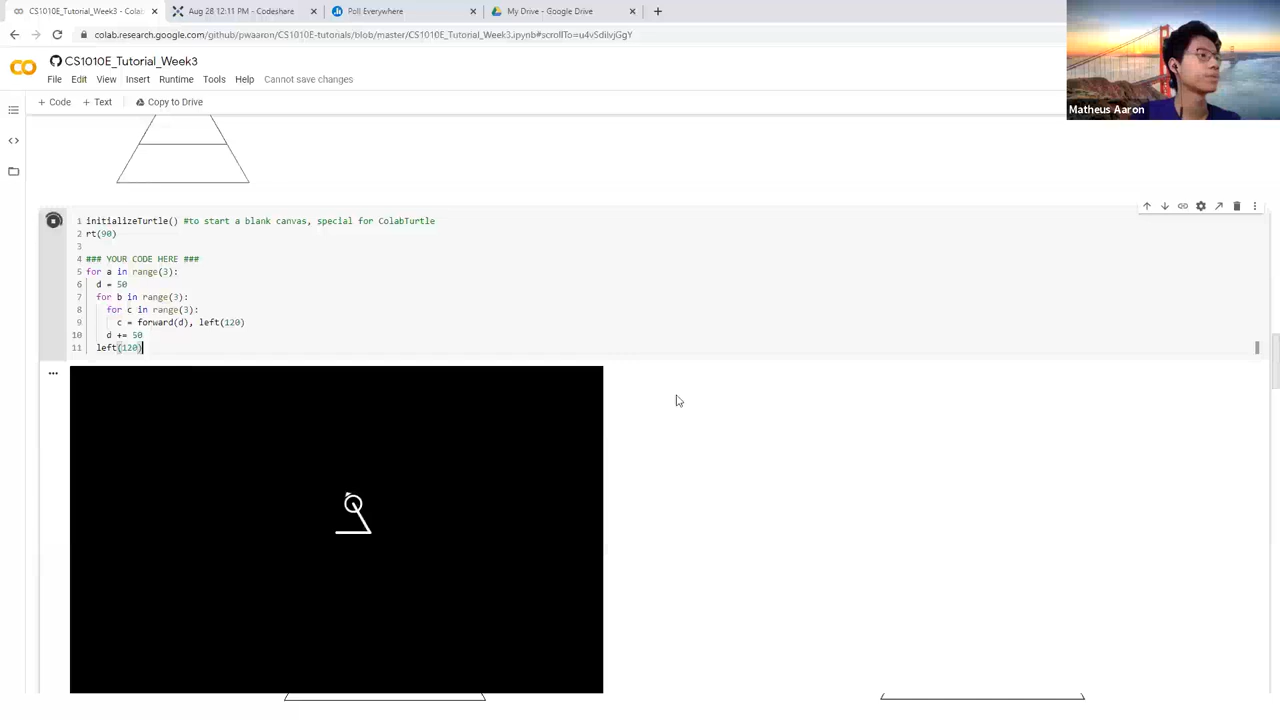 CS1010E_Tutorial_Week3 - Colab
Aug 28 12:11 PM - Codeshare
Poll Everywhere
My Drive - Google Drive
colab.research.google.com/github/pwaaron/CS1010E-tutorials/blob/master/CS1010E_Tutorial_Week3.ipynb#scrollTo=u4vSdilvjGgY
CS1010E_Tutorial_Week3
File Edit View Insert Runtime Tools Help Cannot save changes
+ Code + Text Copy to Drive
Matheus Aaron
1 initializeTurtle() #to start a blank canvas, special for ColabTurtle
2 rt(90)
3
4 ### YOUR CODE HERE ###
5 for a in range(3):
6 d = 50
7 for b in range(3):
8 for c in range(3):
9 c = forward(d), left(120)
10 d += 50
11 left(120)